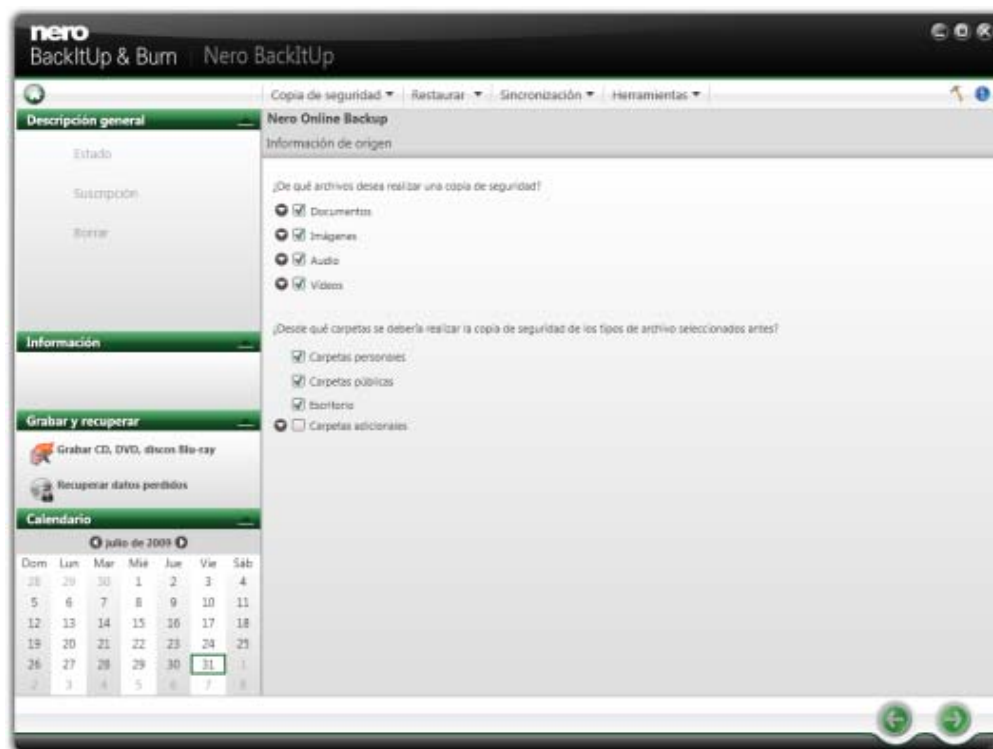 nero
BackItUp & Burn | Nero BackItUp
Copia de seguridad Restaurar Sincronización Herramientas
Descripción general
Estado
Suscripción
Borrar
Información
Grabar y recuperar
Grabar CD, DVD, discos Blu-ray
Recuperar datos perdidos
Calendario
julio de 2009
Dom Lun Mar Mié Jue Vie Sáb
28 29 30 1 2 3 4
5 6 7 8 9 10 11
12 13 14 15 16 17 18
19 20 21 22 23 24 25
26 27 28 29 30 31 1
2 3 4 5 6 7 8
Nero Online Backup
Información de origen
¿De qué archivos desea realizar una copia de seguridad?
Documentos
Imágenes
Audio
Vídeos
¿Desde qué carpetas se debería realizar la copia de seguridad de los tipos de archivo seleccionados antes?
Carpetas personales
Carpetas públicas
Escritorio
Carpetas adicionales